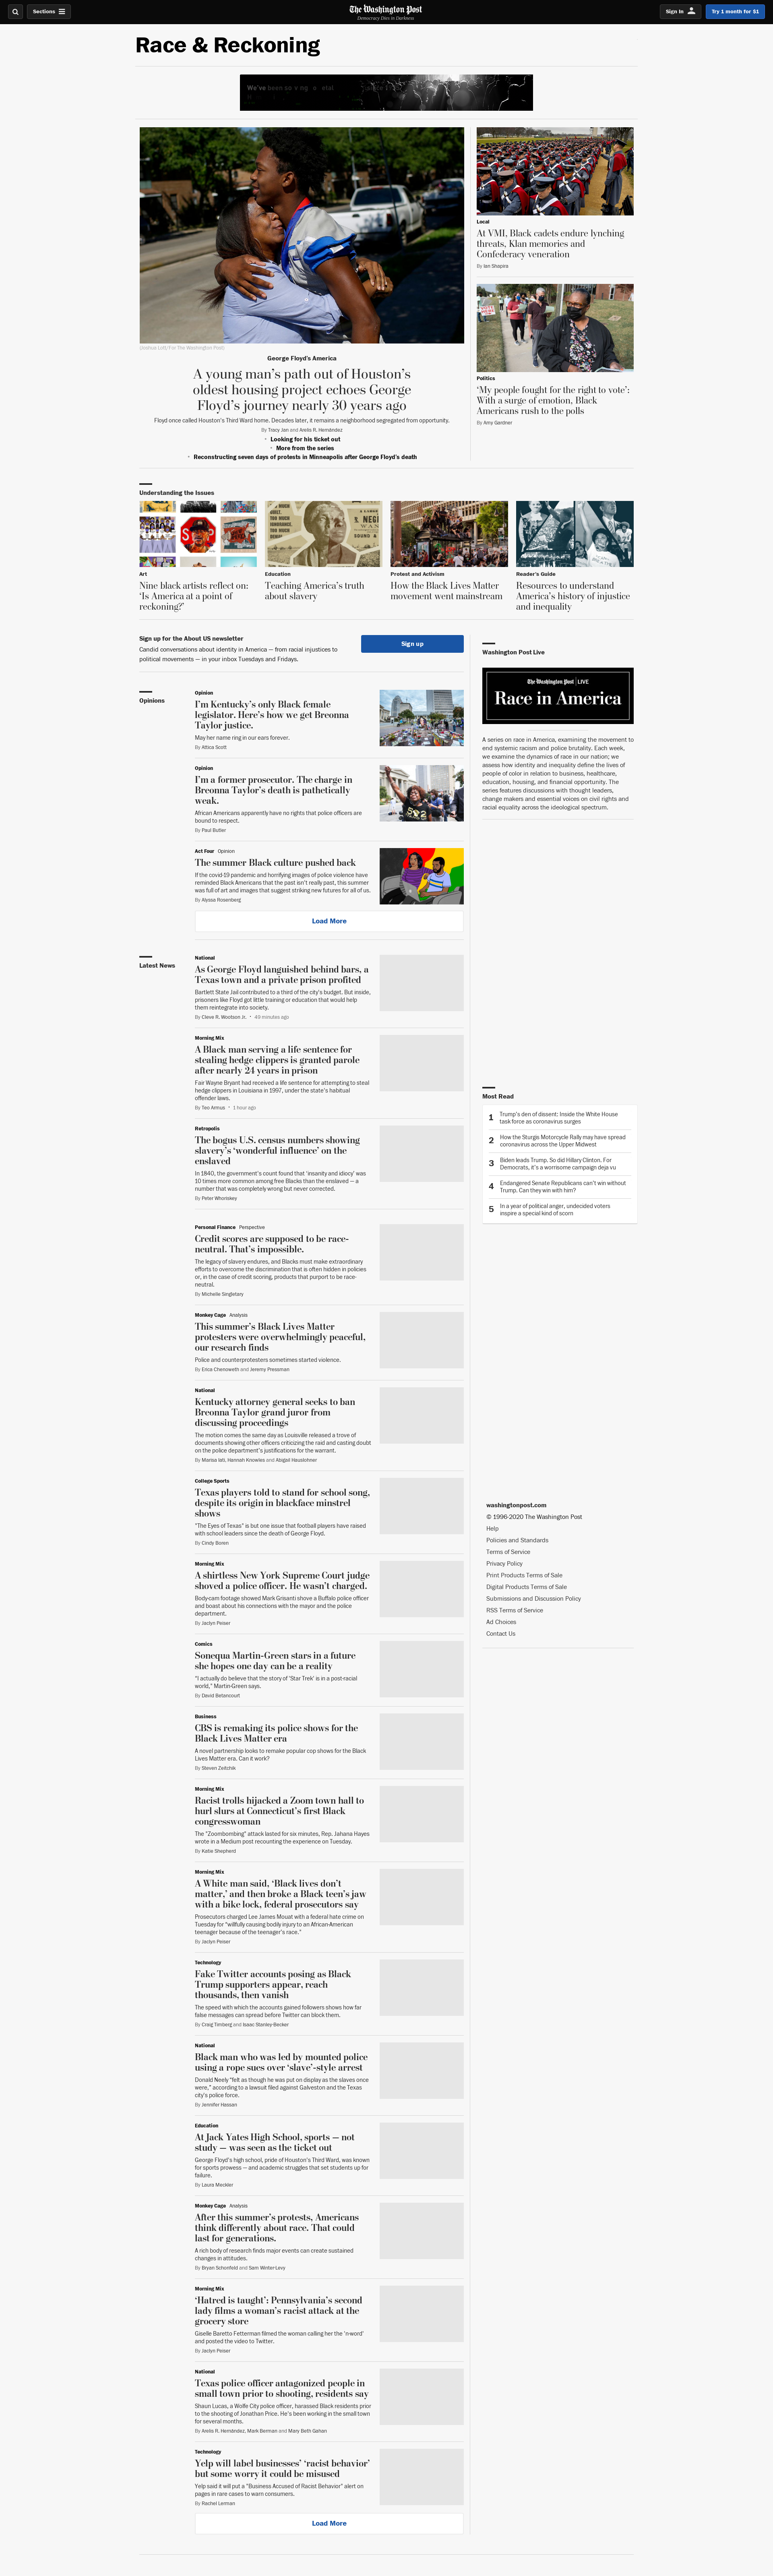 Sections
The Washington Post
Democracy Dies in Darkness
Sign In
Try 1 month for $1
Race & Reckoning
We've been
(Joshua Lott/For The Washington Post)
George Floyd's America
A young man's path out of Houston's
oldest housing project echoes George
Floyd's journey nearly 30 years ago
Floyd once called Houston's Third Ward home. Decades later, it remains a neighborhood segregated from opportunity.
By Tracy Jan and Arelis R. Hernández
• Looking for his ticket out
• More from the series
• Reconstructing seven days of protests in Minneapolis after George Floyd's death
Local
At VMI, Black cadets endure lynching
threats, Klan memories and
Confederacy veneration
By Ian Shapira
Politics
'My people fought for the right to vote':
With a surge of emotion, Black
Americans rush to the polls
By Amy Gardner
Understanding the Issues
Art
Nine black artists reflect on:
'Is America at a point of
reckoning?'
Education
Teaching America's truth
about slavery
Protest and Activism
How the Black Lives Matter
movement went mainstream
Reader's Guide
Resources to understand
America's history of injustice
and inequality
Sign up for the About US newsletter
Candid conversations about identity in America — from racial injustices to
political movements — in your inbox Tuesdays and Fridays.
Sign up
Opinions
Opinion
I'm Kentucky's only Black female
legislator. Here's how we get Breonna
Taylor justice.
May her name ring in our ears forever.
By Attica Scott
Opinion
I'm a former prosecutor. The charge in
Breonna Taylor's death is pathetically
weak.
African Americans apparently have no rights that police officers are
bound to respect.
By Paul Butler
Act Four Opinion
The summer Black culture pushed back
If the covid-19 pandemic and horrifying images of police violence have
reminded Black Americans that the past isn't really past, this summer
was full of art and images that suggest striking new futures for all of us.
By Alyssa Rosenberg
Load More
Latest News
National
As George Floyd languished behind bars, a
Texas town and a private prison profited
Bartlett State Jail contributed to a third of the city's budget. But inside,
prisoners like Floyd got little training or education that would help
them reintegrate into society.
By Cleve R. Wootson Jr. • 49 minutes ago
Morning Mix
A Black man serving a life sentence for
stealing hedge clippers is granted parole
after nearly 24 years in prison
Fair Wayne Bryant had received a life sentence for attempting to steal
hedge clippers in Louisiana in 1997, under the state's habitual
offender laws.
By Teo Armus • 1 hour ago
Retropolis
The bogus U.S. census numbers showing
slavery's 'wonderful influence' on the
enslaved
In 1840, the government's count found that 'insanity and idiocy' was
10 times more common among free Blacks than the enslaved — a
number that was completely wrong but never corrected.
By Peter Whoriskey
Personal Finance Perspective
Credit scores are supposed to be race-
neutral. That's impossible.
The legacy of slavery endures, and Blacks must make extraordinary
efforts to overcome the discrimination that is often hidden in policies
or, in the case of credit scoring, products that purport to be race-
neutral.
By Michelle Singletary
Monkey Cage Analysis
This summer's Black Lives Matter
protesters were overwhelmingly peaceful,
our research finds
Police and counterprotesters sometimes started violence.
By Erica Chenoweth and Jeremy Pressman
National
Kentucky attorney general seeks to ban
Breonna Taylor grand juror from
discussing proceedings
The motion comes the same day as Louisville released a trove of
documents showing other officers criticizing the raid and casting doubt
on the police department's justifications for the warrant.
By Marisa Iati, Hannah Knowles and Abigail Hauslohner
College Sports
Texas players told to stand for school song,
despite its origin in blackface minstrel
shows
"The Eyes of Texas" is but one issue that football players have raised
with school leaders since the death of George Floyd.
By Cindy Boren
Morning Mix
A shirtless New York Supreme Court judge
shoved a police officer. He wasn't charged.
Body-cam footage showed Mark Grisanti shove a Buffalo police officer
and boast about his connections with the mayor and the police
department.
By Jaclyn Peiser
Comics
Sonequa Martin-Green stars in a future
she hopes one day can be a reality
"I actually do believe that the story of 'Star Trek' is in a post-racial
world," Martin-Green says.
By David Betancourt
Business
CBS is remaking its police shows for the
Black Lives Matter era
A novel partnership looks to remake popular cop shows for the Black
Lives Matter era. Can it work?
By Steven Zeitchik
Morning Mix
Racist trolls hijacked a Zoom town hall to
hurl slurs at Connecticut's first Black
congresswoman
The "Zoombombing" attack lasted for six minutes, Rep. Jahana Hayes
wrote in a Medium post recounting the experience on Tuesday.
By Katie Shepherd
Morning Mix
A White man said, 'Black lives don't
matter,' and then broke a Black teen's jaw
with a bike lock, federal prosecutors say
Prosecutors charged Lee James Mouat with a federal hate crime on
Tuesday for "willfully causing bodily injury to an African-American
teenager because of the teenager's race."
By Jaclyn Peiser
Technology
Fake Twitter accounts posing as Black
Trump supporters appear, reach
thousands, then vanish
The speed with which the accounts gained followers shows how far
false messages can spread before Twitter can block them.
By Craig Timberg and Isaac Stanley-Becker
National
Black man who was led by mounted police
using a rope sues over 'slave'-style arrest
Donald Neely "felt as though he was put on display as the slaves once
were," according to a lawsuit filed against Galveston and the Texas
city's police force.
By Jennifer Hassan
Education
At Jack Yates High School, sports — not
study — was seen as the ticket out
George Floyd's high school, pride of Houston's Third Ward, was known
for sports prowess — and academic struggles that set students up for
failure.
By Laura Meckler
Monkey Cage Analysis
After this summer's protests, Americans
think differently about race. That could
last for generations.
A rich body of research finds major events can create sustained
changes in attitudes.
By Bryan Schonfeld and Sam Winter-Levy
Morning Mix
'Hatred is taught': Pennsylvania's second
lady films a woman's racist attack at the
grocery store
Giselle Baretto Fetterman filmed the woman calling her the 'n-word'
and posted the video to Twitter.
By Jaclyn Peiser
National
Texas police officer antagonized people in
small town prior to shooting, residents say
Shaun Lucas, a Wolfe City police officer, harassed Black residents prior
to the shooting of Jonathan Price. He's been working in the small town
for several months.
By Arelis R. Hernández, Mark Berman and Mary Beth Gahan
Technology
Yelp will label businesses' 'racist behavior'
but some worry it could be misused
Yelp said it will put a "Business Accused of Racist Behavior" alert on
pages in rare cases to warn consumers.
By Rachel Lerman
Load More
Washington Post Live
The Washington Post LIVE
Race in America
A series on race in America, examining the movement to
end systemic racism and police brutality. Each week,
we examine the dynamics of race in our nation; we
assess how identity and inequality define the lives of
people of color in relation to business, healthcare,
education, housing, and financial opportunity. The
series features discussions with thought leaders,
change makers and essential voices on civil rights and
racial equality across the ideological spectrum.
Most Read
1 Trump's den of dissent: Inside the White House
task force as coronavirus surges
2 How the Sturgis Motorcycle Rally may have spread
coronavirus across the Upper Midwest
3 Biden leads Trump. So did Hillary Clinton. For
Democrats, it's a worrisome campaign deja vu
4 Endangered Senate Republicans can't win without
Trump. Can they win with him?
5 In a year of political anger, undecided voters
inspire a special kind of scorn
washingtonpost.com
© 1996-2020 The Washington Post
Help
Policies and Standards
Terms of Service
Privacy Policy
Print Products Terms of Sale
Digital Products Terms of Sale
Submissions and Discussion Policy
RSS Terms of Service
Ad Choices
Contact Us